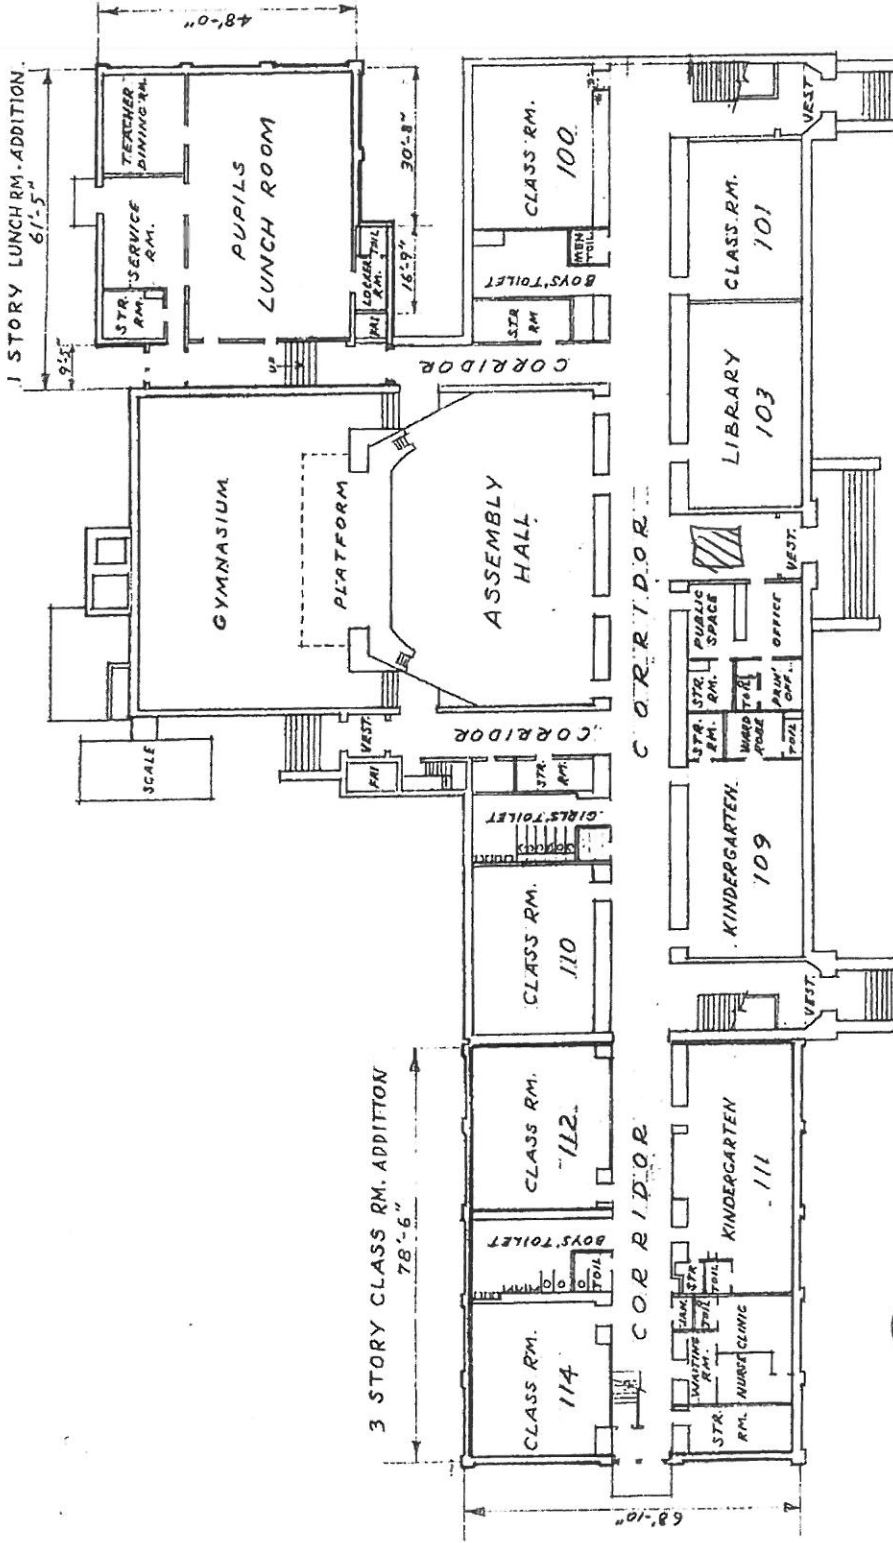 1 STORY LUNCH RM. ADDITION.
61'-5"
48'-0"
9'-5"
TEACHER
DINING RM.
SERVICE
RM.
STR.
RM.
PUPILS
LUNCH ROOM
UP
LOCKER
RM.
TOIL
FAI
30'-8"
16'-9"
CORRIDOR
GYMNASIUM
PLATFORM
ASSEMBLY
HALL
SCALE
VEST.
FAI
CORRIDOR
STR.
RM.
GIRLS' TOILET
CLASS RM.
100
MEN
TOIL
BOYS' TOILET
STR
RM
VEST
CLASS RM.
101
LIBRARY
103
CORRIDOR
VEST.
PUBLIC
SPACE
OFFICE
STR.
RM.
TOIL
PRIN'
OFF.
STR.
RM.
WARD
ROBE
TOIL
KINDERGARTEN
109
VEST.
CLASS RM.
110
3 STORY CLASS RM. ADDITION
78'-6"
CLASS RM.
112
BOYS' TOILET
TOIL
CLASS RM.
114
CORRIDOR
KINDERGARTEN
111
STR
TOIL
JAN.
TOIL
WAITING
RM.
NURSE CLINIC
STR.
RM.
68'-10"